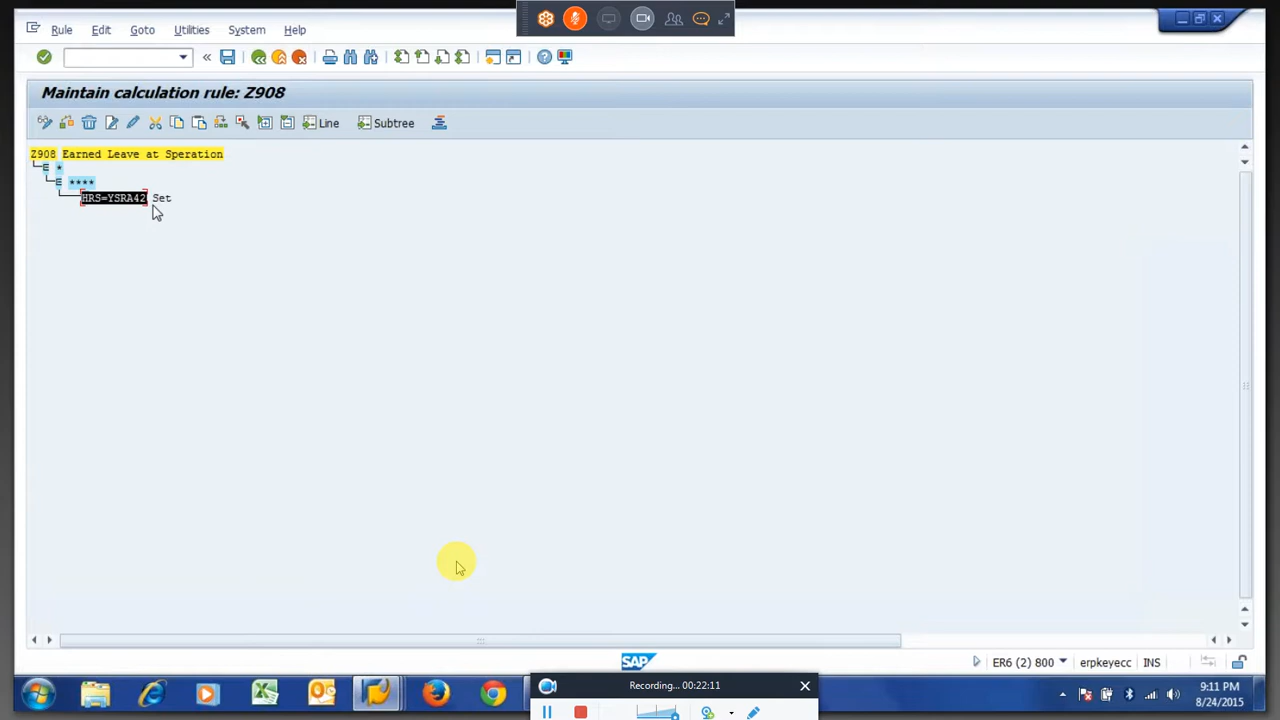 Rule Edit Goto Utilities System Help
Maintain calculation rule: Z908
Line Subtree
Z908 Earned Leave at Speration
*
****
HRS=YSRA42 Set
SAP
ER6 (2) 800 erpkeyecc INS
Recording... 00:22:11
9:11 PM
8/24/2015